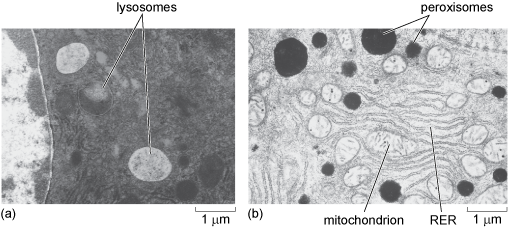 lysosomes
peroxisomes
(a)
1 µm
(b)
mitochondrion
RER
1 µm